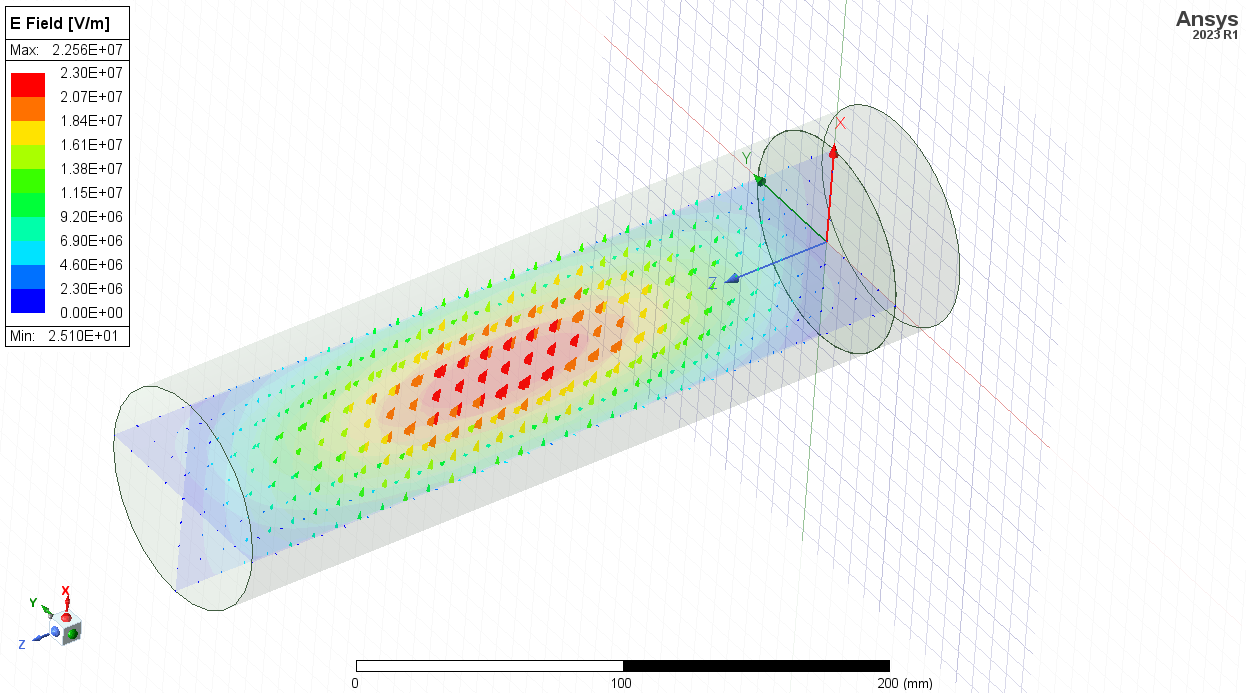 E Field [V/m]
Max: 2.256E+07
2.30E+07
2.07E+07
1.84E+07
1.61E+07
1.38E+07
1.15E+07
9.20E+06
6.90E+06
4.60E+06
2.30E+06
0.00E+00
Min: 2.510E+01
Ansys
2023 R1
X
Y
Z
X
Y
Z
0
100
200 (mm)